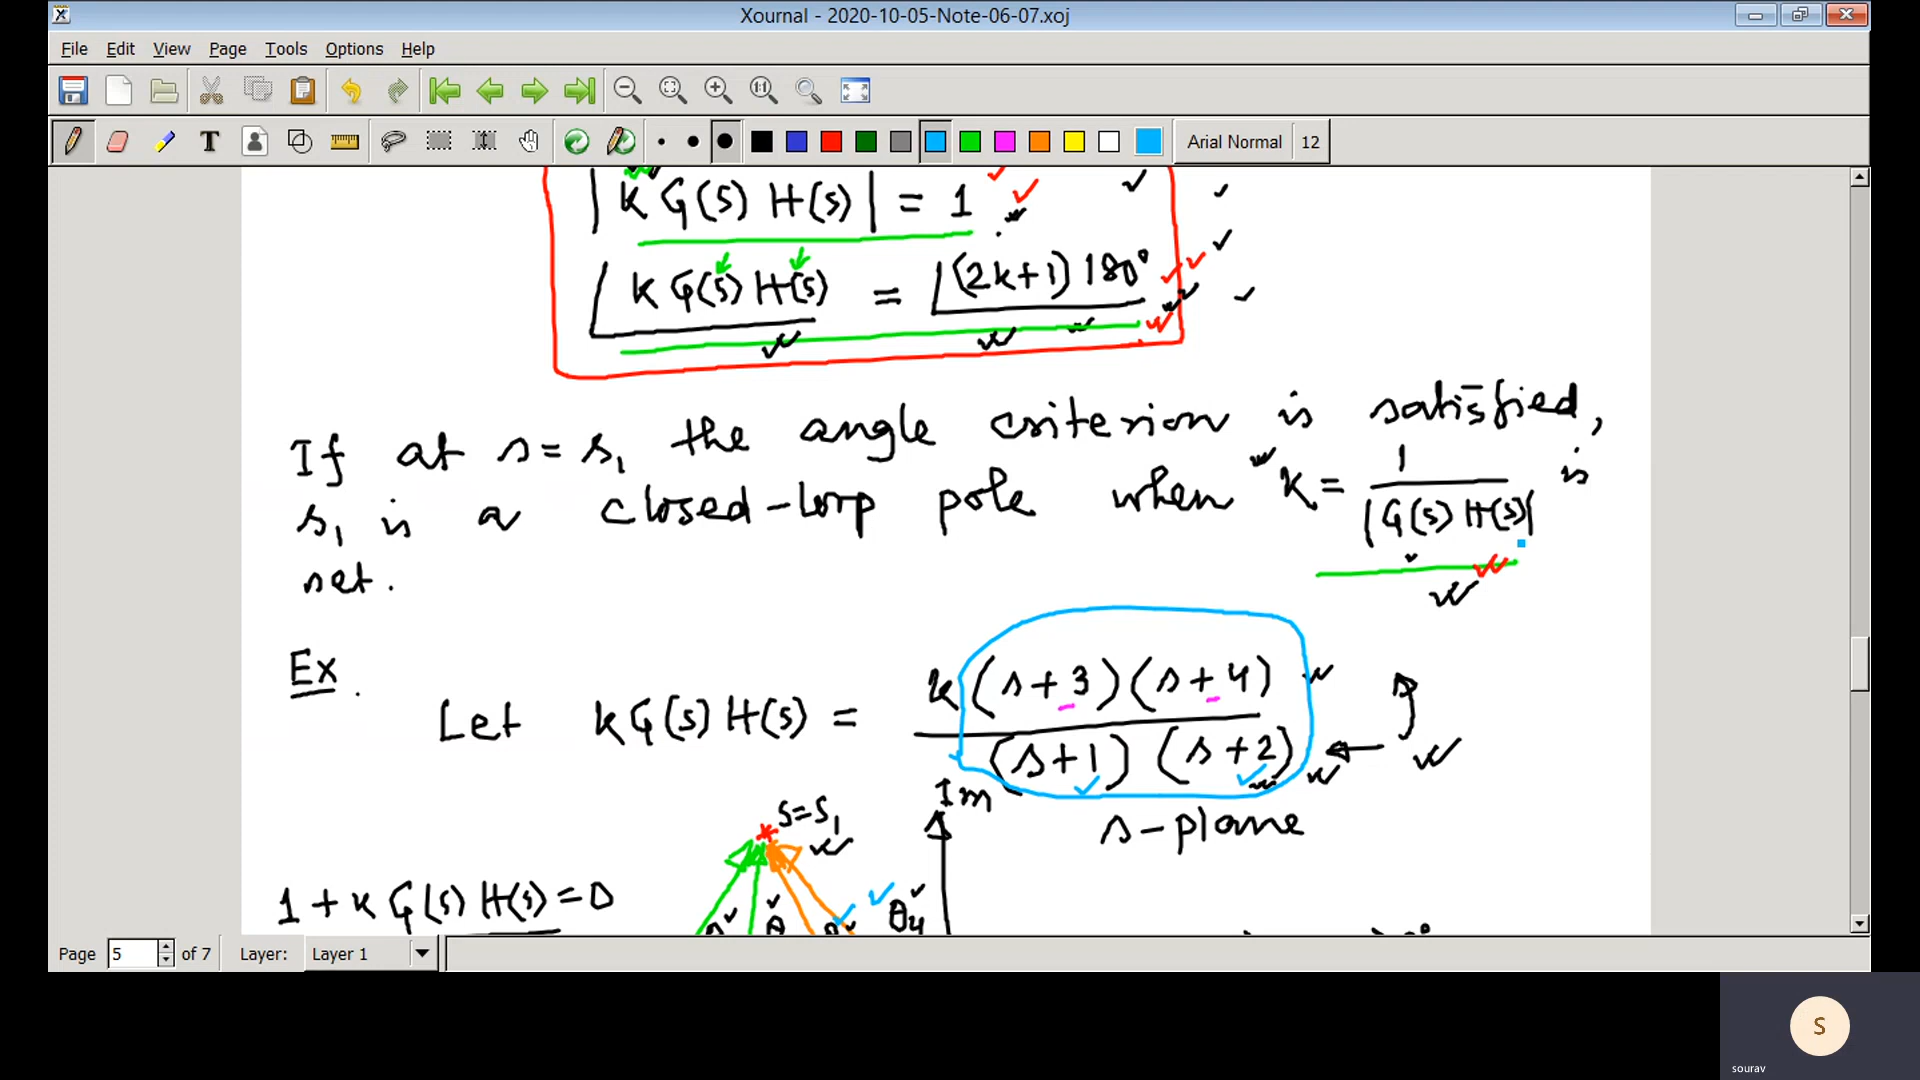 Xournal - 2020-10-05-Note-06-07.xoj
File Edit View Page Tools Options Help
Arial Normal 12
|K G(s) H(s)| = 1
∠K G(s) H(s) = ∠(2k+1) 180°
If at s = s₁ the angle criterion is satisfied,
s₁ is a closed-loop pole when K = 1 / |G(s) H(s)| is
set.
Ex.
Let KG(s) H(s) = K(s+3)(s+4) / (s+1)(s+2)
Im
s-plane
s=s₁
1 + K G(s) H(s) = 0
θ
θ4
Page 5 of 7 Layer: Layer 1
S
sourav